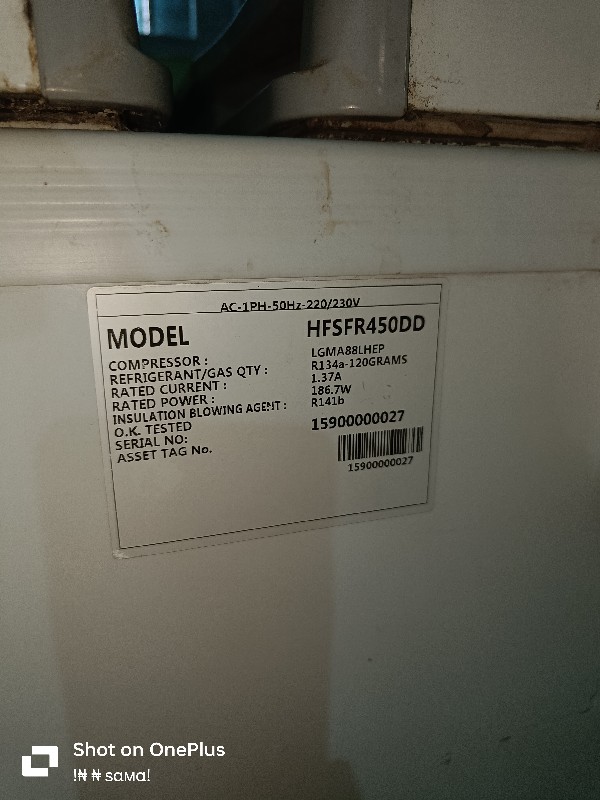 AC-1PH-50Hz-220/230V
MODEL HFSFR450DD
COMPRESSOR : LGMA88LHEP
REFRIGERANT/GAS QTY : R134a-120GRAMS
RATED CURRENT : 1.37A
RATED POWER : 186.7W
INSULATION BLOWING AGENT : R141b
O.K. TESTED
SERIAL NO: 15900000027
ASSET TAG No.
15900000027
Shot on OnePlus
!₦ ₦ saмa!